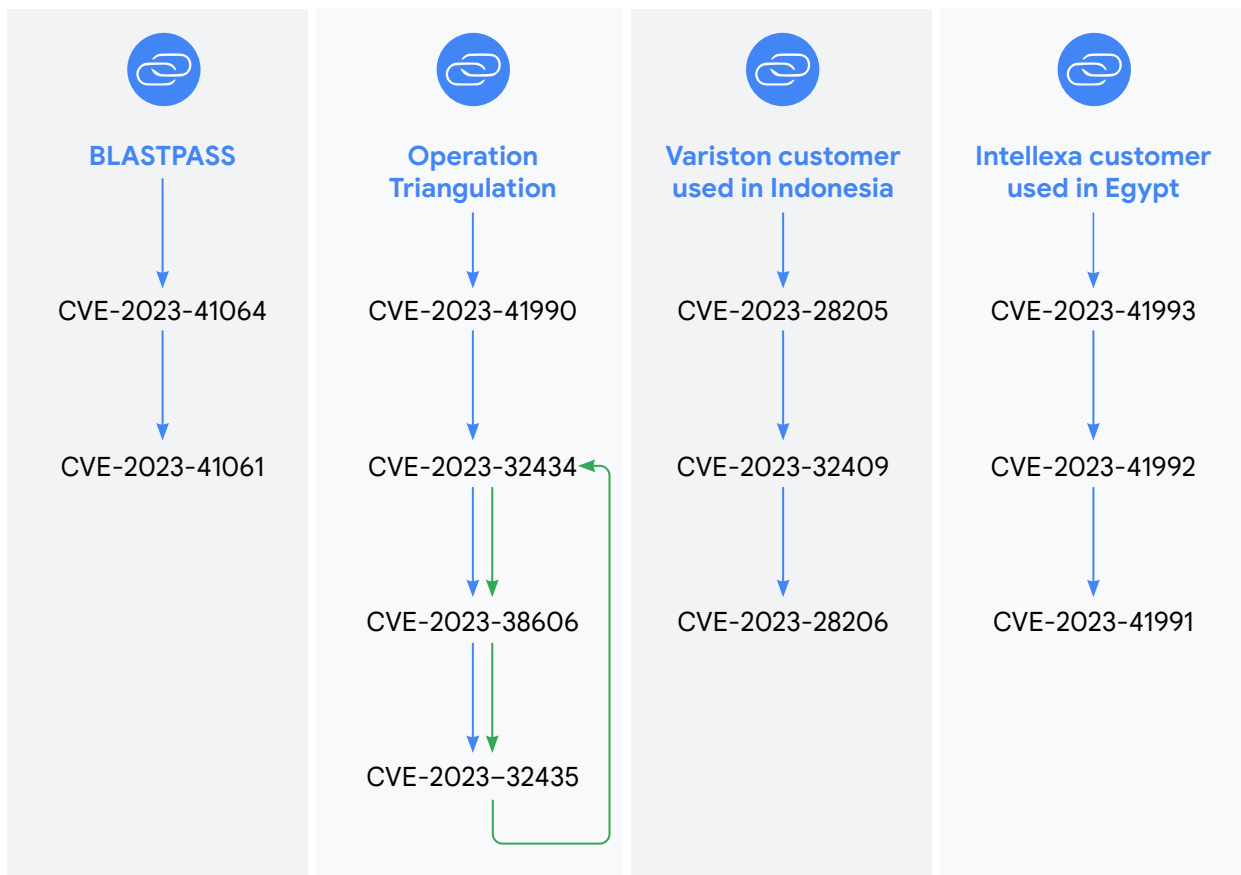 BLASTPASS
CVE-2023-41064
CVE-2023-41061
Operation
Triangulation
CVE-2023-41990
CVE-2023-32434
CVE-2023-38606
CVE-2023–32435
Variston customer
used in Indonesia
CVE-2023-28205
CVE-2023-32409
CVE-2023-28206
Intellexa customer
used in Egypt
CVE-2023-41993
CVE-2023-41992
CVE-2023-41991